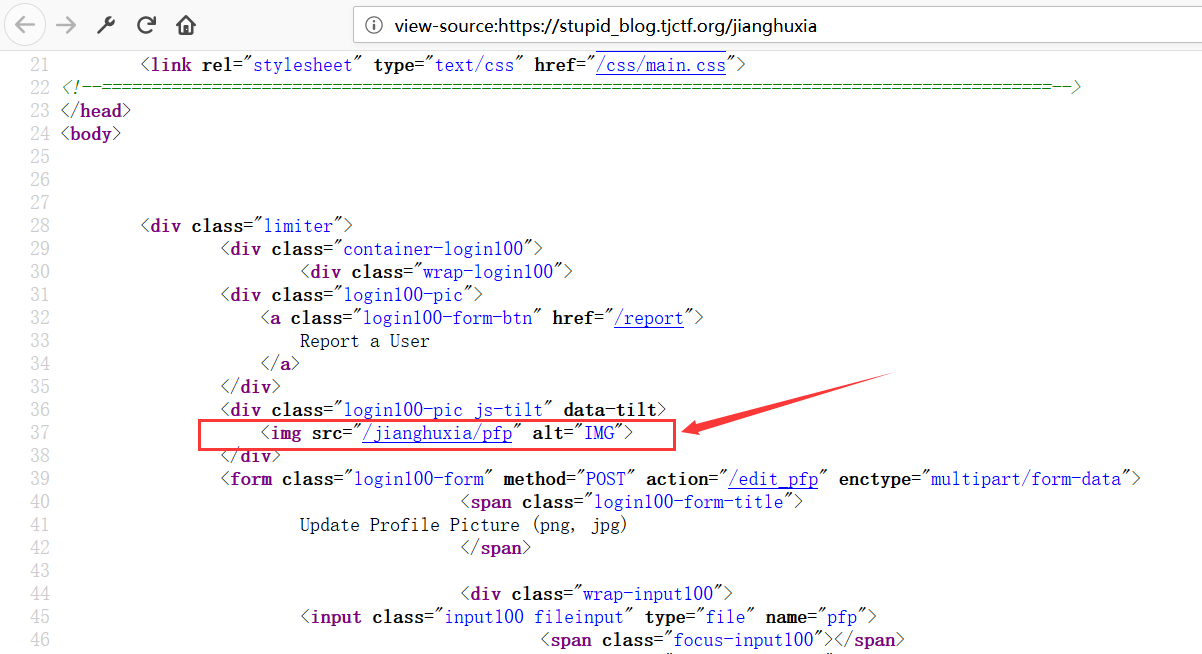 view-source:https://stupid_blog.tjctf.org/jianghuxia
21 <link rel="stylesheet" type="text/css" href="/css/main.css">
22 <!--===============================================================================================-->
23 </head>
24 <body>
25
26
27
28 <div class="limiter">
29 <div class="container-login100">
30 <div class="wrap-login100">
31 <div class="login100-pic">
32 <a class="login100-form-btn" href="/report">
33 Report a User
34 </a>
35 </div>
36 <div class="login100-pic js-tilt" data-tilt>
37 <img src="/jianghuxia/pfp" alt="IMG">
38 </div>
39 <form class="login100-form" method="POST" action="/edit_pfp" enctype="multipart/form-data">
40 <span class="login100-form-title">
41 Update Profile Picture (png, jpg)
42 </span>
43
44 <div class="wrap-input100">
45 <input class="input100 fileinput" type="file" name="pfp">
46 <span class="focus-input100"></span>